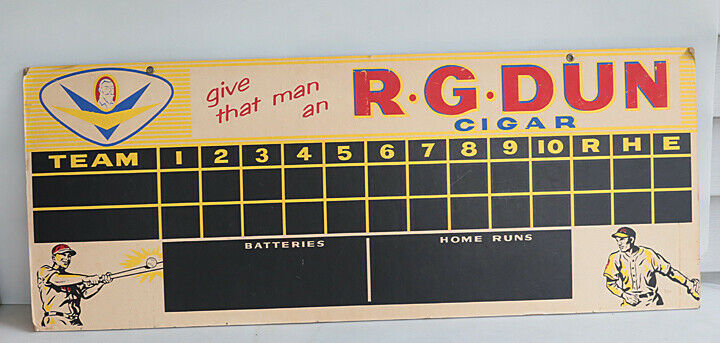 give
that man
an
R·G·DUN
CIGAR
TEAM 1 2 3 4 5 6 7 8 9 10 R H E
BATTERIES HOME RUNS